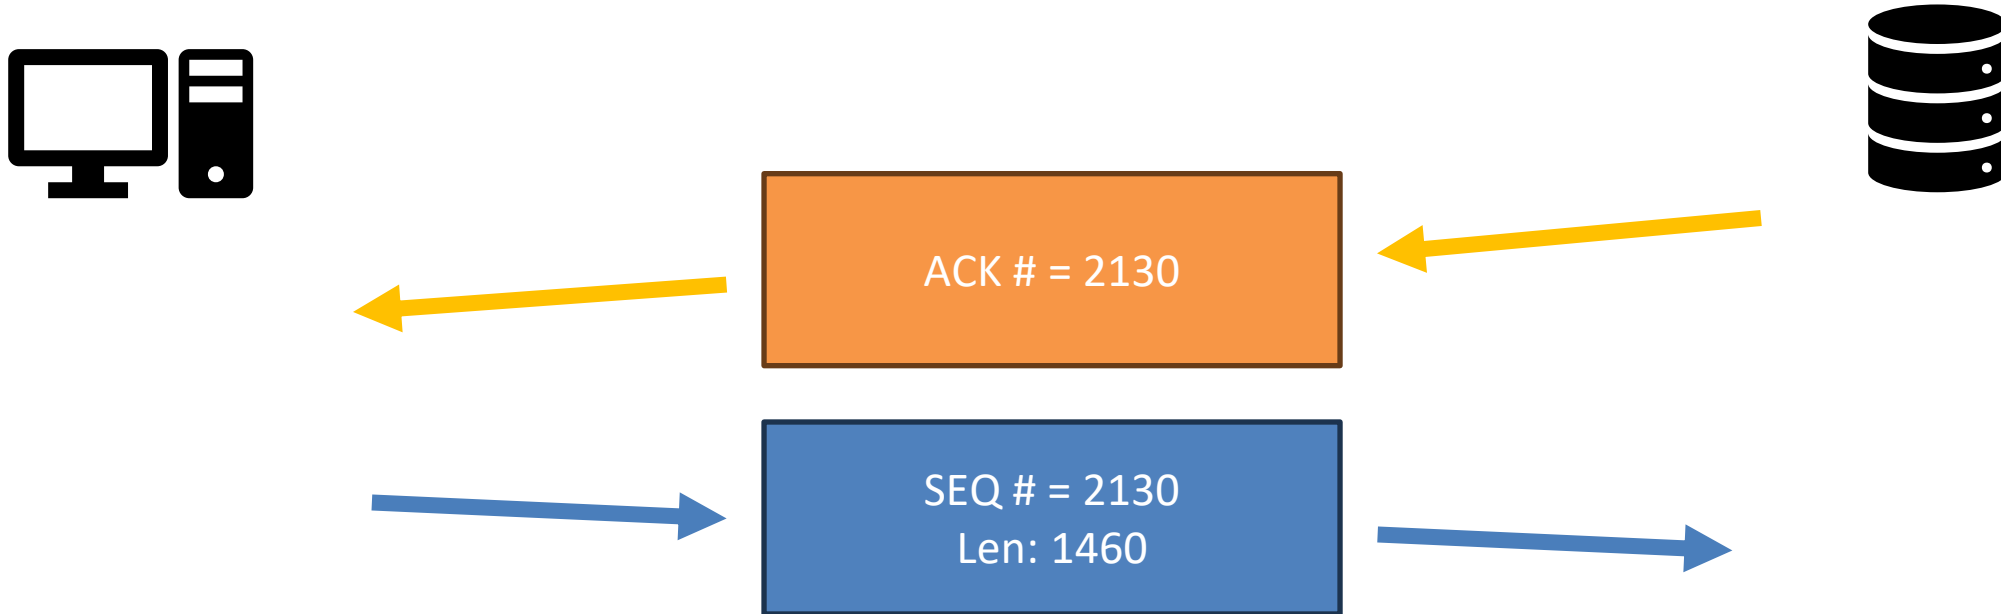 ACK # = 2130
SEQ # = 2130
Len: 1460